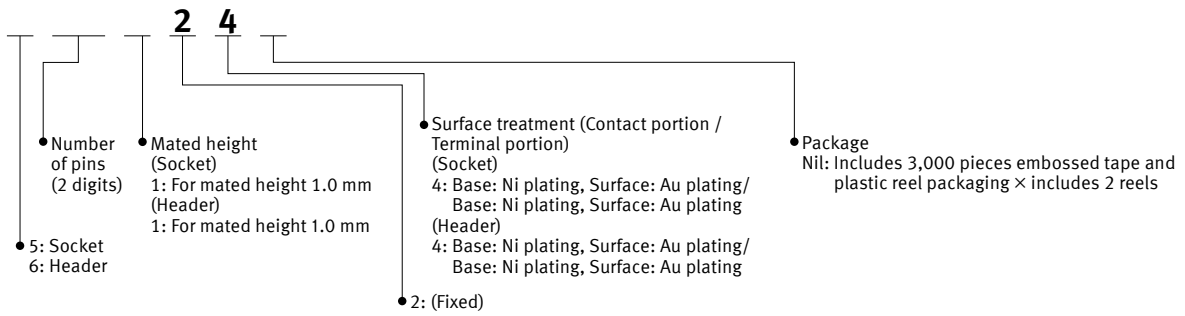 2 4
Number
of pins
(2 digits)
Mated height
(Socket)
1: For mated height 1.0 mm
(Header)
1: For mated height 1.0 mm
Surface treatment (Contact portion /
Terminal portion)
(Socket)
4: Base: Ni plating, Surface: Au plating/
Base: Ni plating, Surface: Au plating
(Header)
4: Base: Ni plating, Surface: Au plating/
Base: Ni plating, Surface: Au plating
Package
Nil: Includes 3,000 pieces embossed tape and
plastic reel packaging × includes 2 reels
5: Socket
6: Header
2: (Fixed)